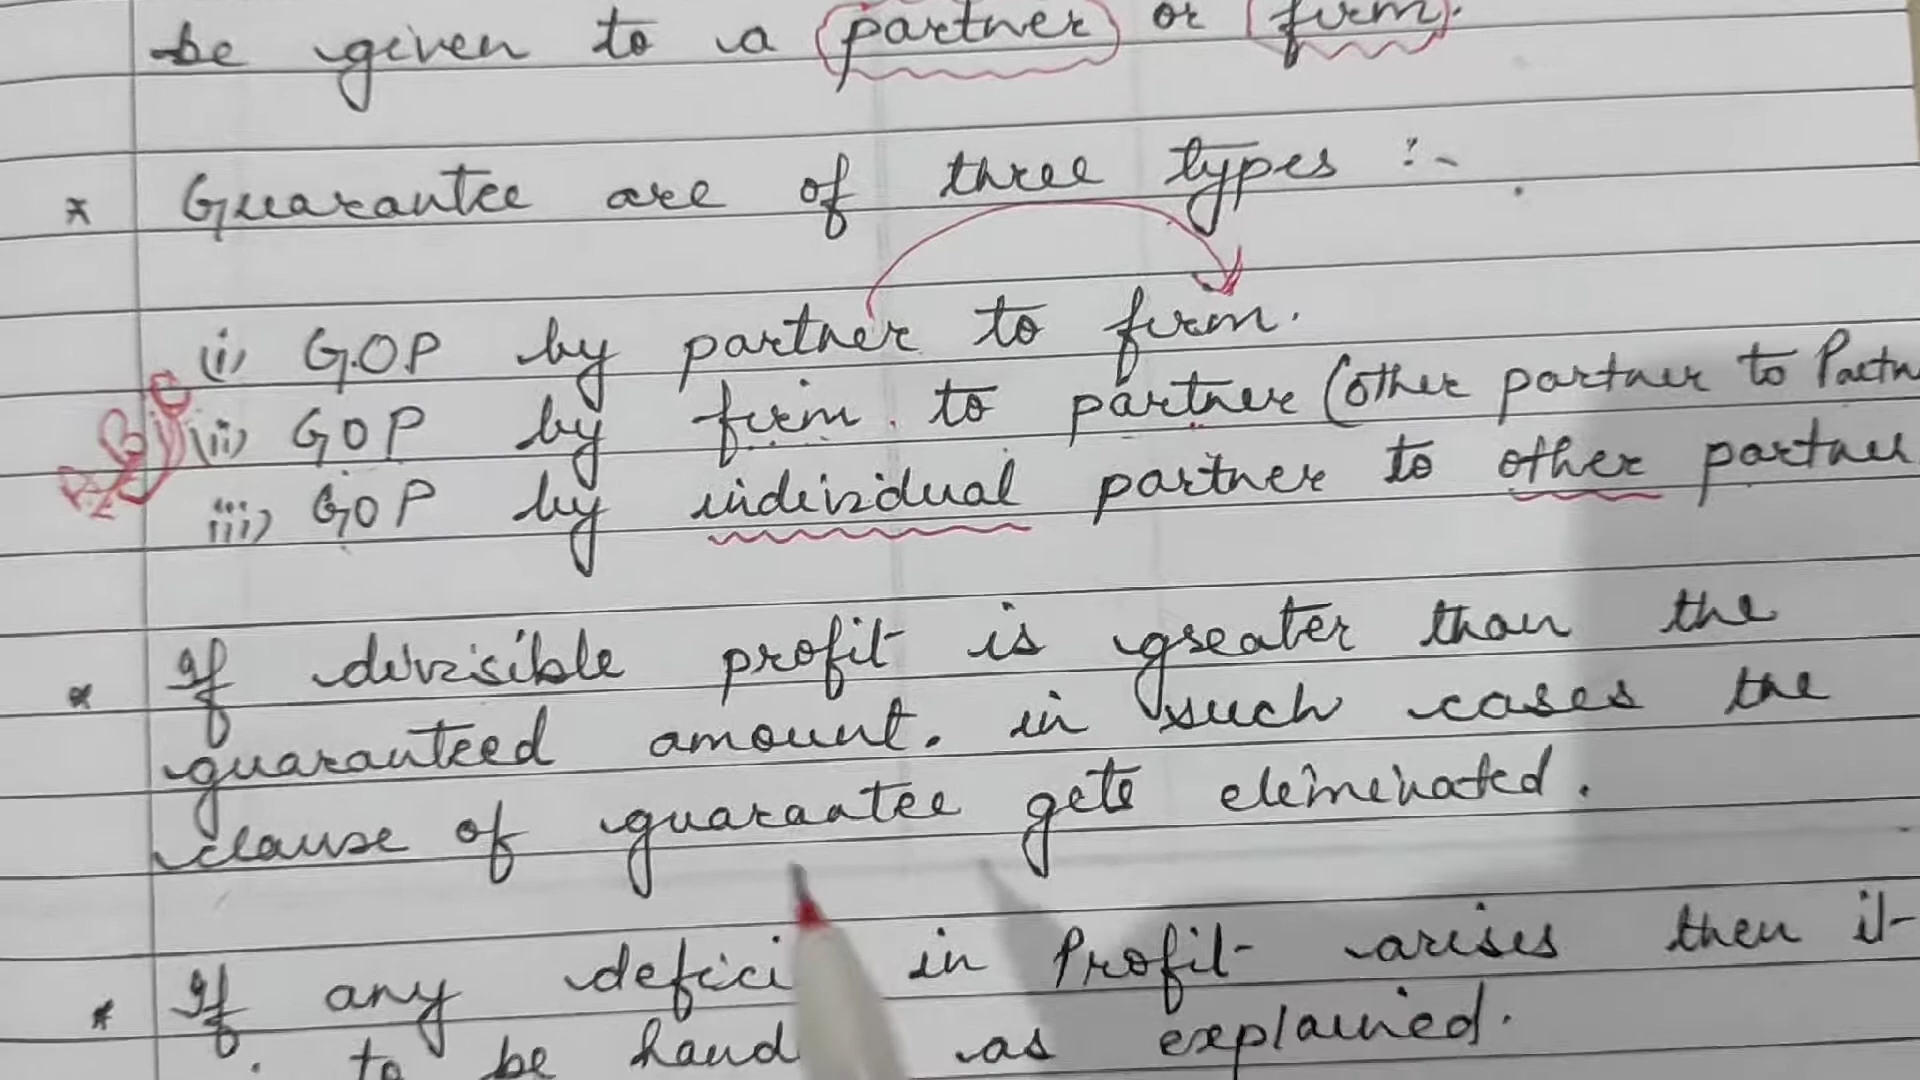 be given to a partner or firm.
* Guarantee are of three types :-
(i) G.O.P by partner to firm.
(ii) GOP by firm. to partner (other partner to Partn
iii) GOP by individual partner to other partner
* If divisible profit is greater than the
guaranteed amount. in such cases the
clause of guaraatee gets eliminated.
* If any defici in Profit arises then it
to be hand as explained.